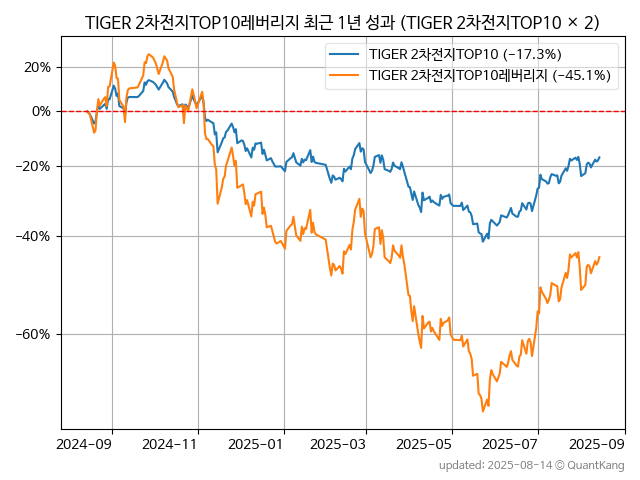 TIGER 2차전지TOP10레버리지 최근 1년 성과 (TIGER 2차전지TOP10 × 2)
TIGER 2차전지TOP10 (−17.3%)
TIGER 2차전지TOP10레버리지 (−45.1%)
20%
0%
−20%
−40%
−60%
2024-09 2024-11 2025-01 2025-03 2025-05 2025-07 2025-09
updated: 2025-08-14 © QuantKang